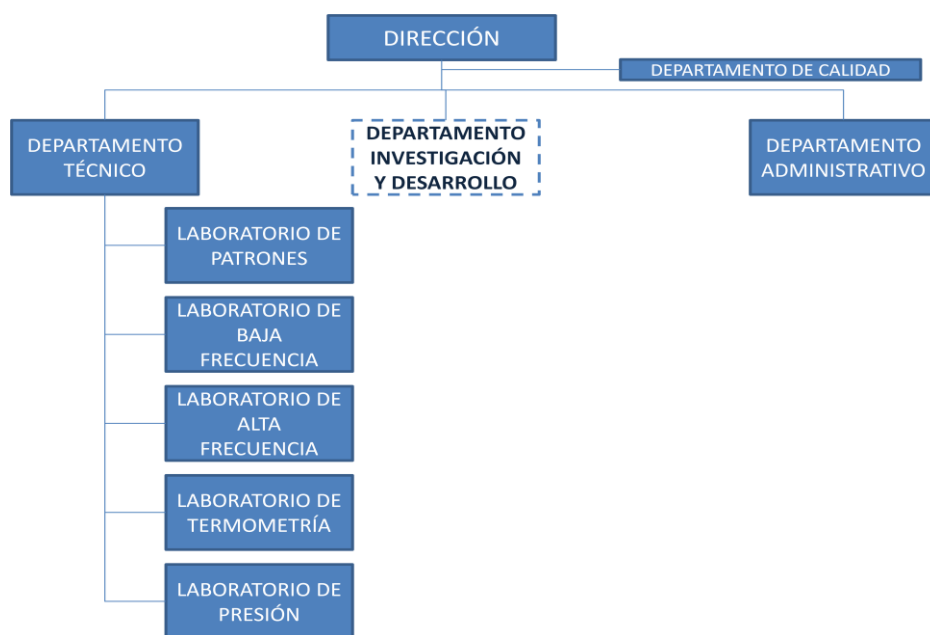 DIRECCIÓN
DEPARTAMENTO DE CALIDAD
DEPARTAMENTO
TÉCNICO
DEPARTAMENTO
INVESTIGACIÓN
Y DESARROLLO
DEPARTAMENTO
ADMINISTRATIVO
LABORATORIO DE
PATRONES
LABORATORIO DE
BAJA
FRECUENCIA
LABORATORIO DE
ALTA
FRECUENCIA
LABORATORIO DE
TERMOMETRÍA
LABORATORIO DE
PRESIÓN